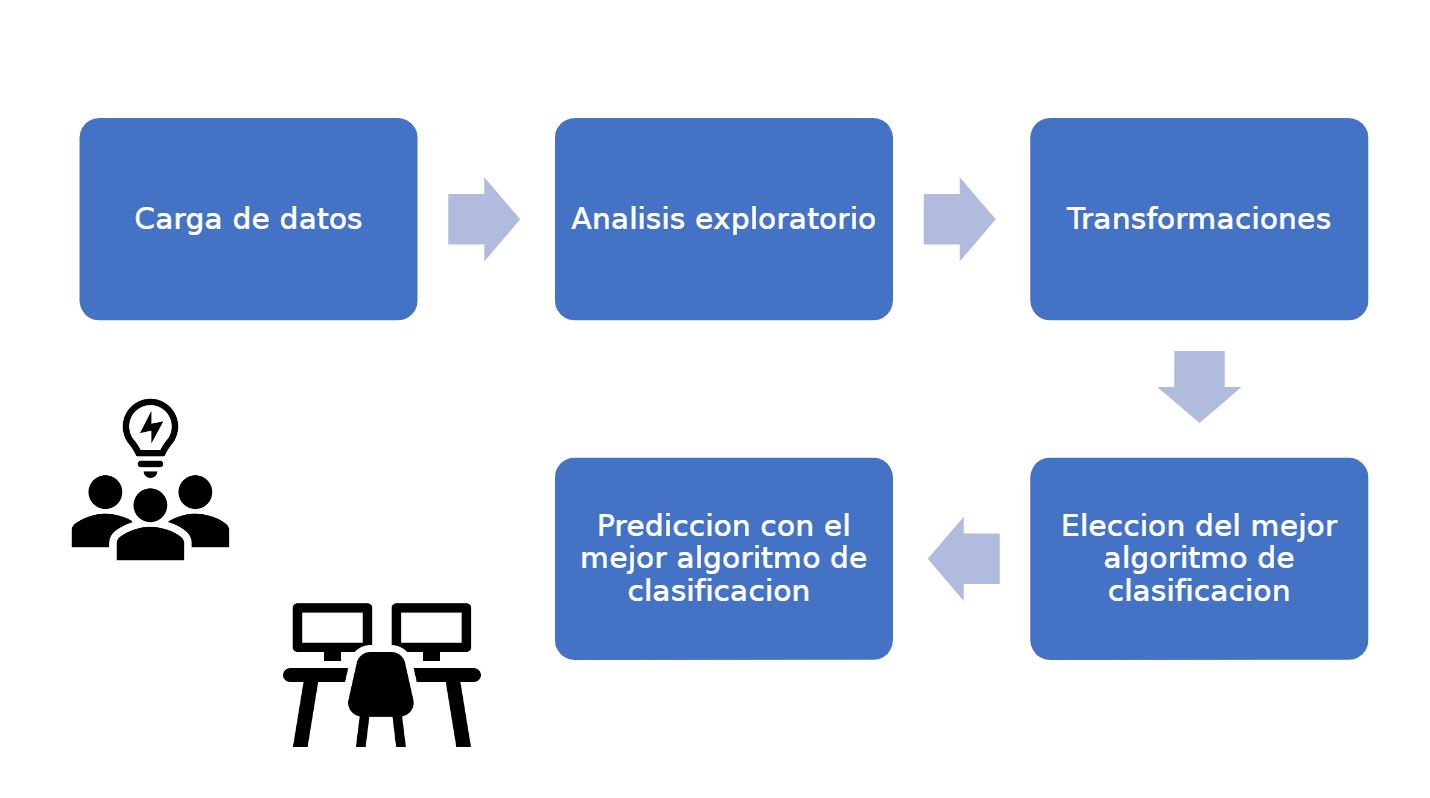 Carga de datos
Analisis exploratorio
Transformaciones
Eleccion del mejor
algoritmo de
clasificacion
Prediccion con el
mejor algoritmo de
clasificacion